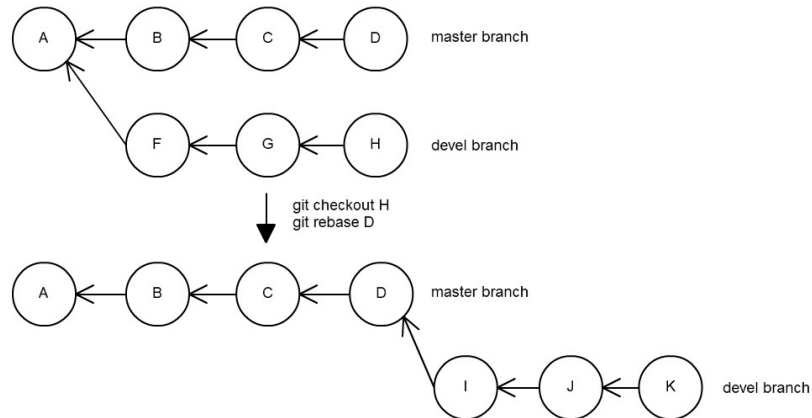 A B C D master branch
F G H devel branch
git checkout H
git rebase D
A B C D master branch
I J K devel branch